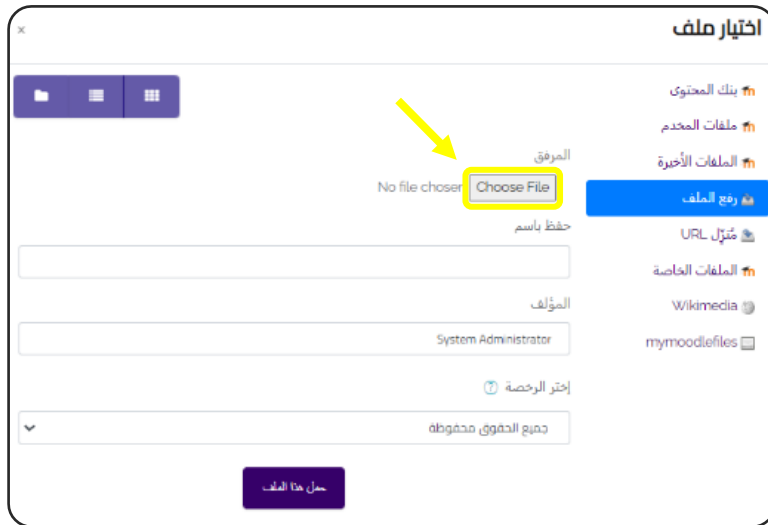 اختيار ملف
×
بنك المحتوى
ملفات المخدم
الملفات الأخيرة
رفع الملف
مُنزِّل URL
الملفات الخاصة
Wikimedia
mymoodlefiles
المرفق
Choose File No file chosen
حفظ باسم
المؤلف
System Administrator
إختر الرخصة
جميع الحقوق محفوظة
حمل هذا الملف